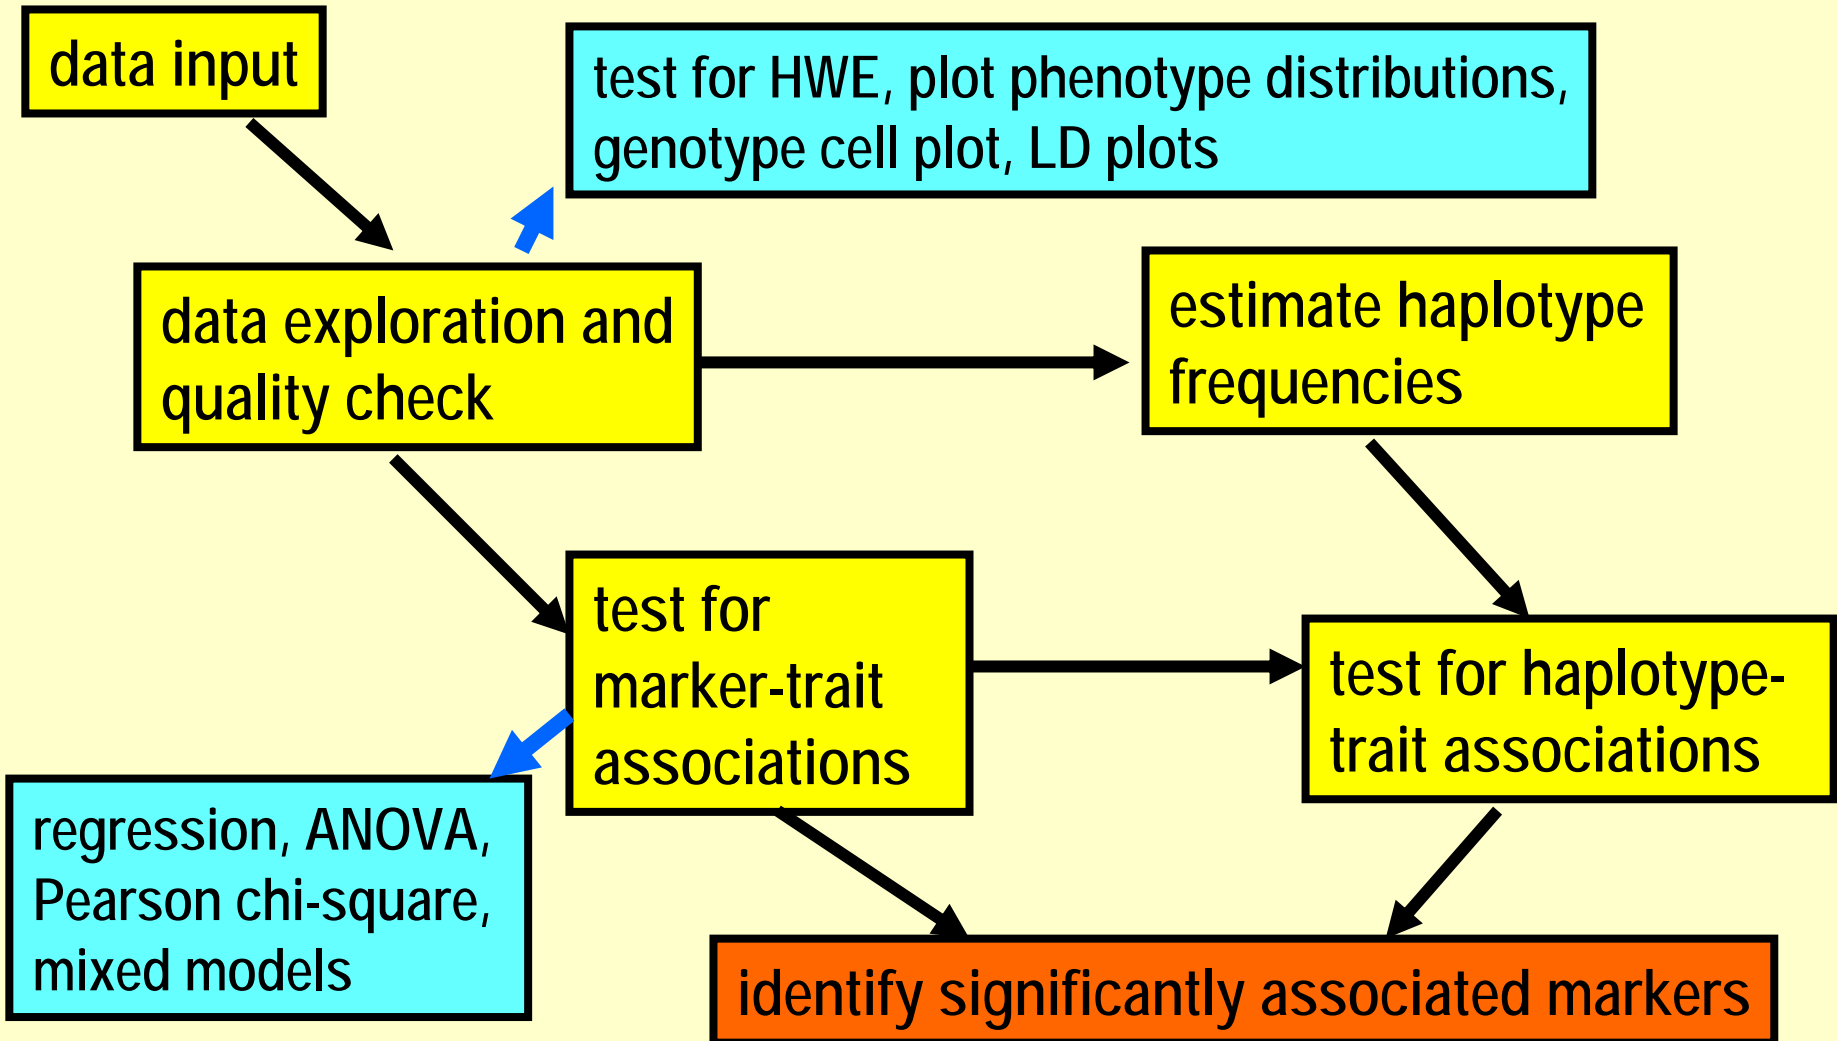 data input
test for HWE, plot phenotype distributions,
genotype cell plot, LD plots
data exploration and
quality check
estimate haplotype
frequencies
test for
marker-trait
associations
test for haplotype-
trait associations
regression, ANOVA,
Pearson chi-square,
mixed models
identify significantly associated markers